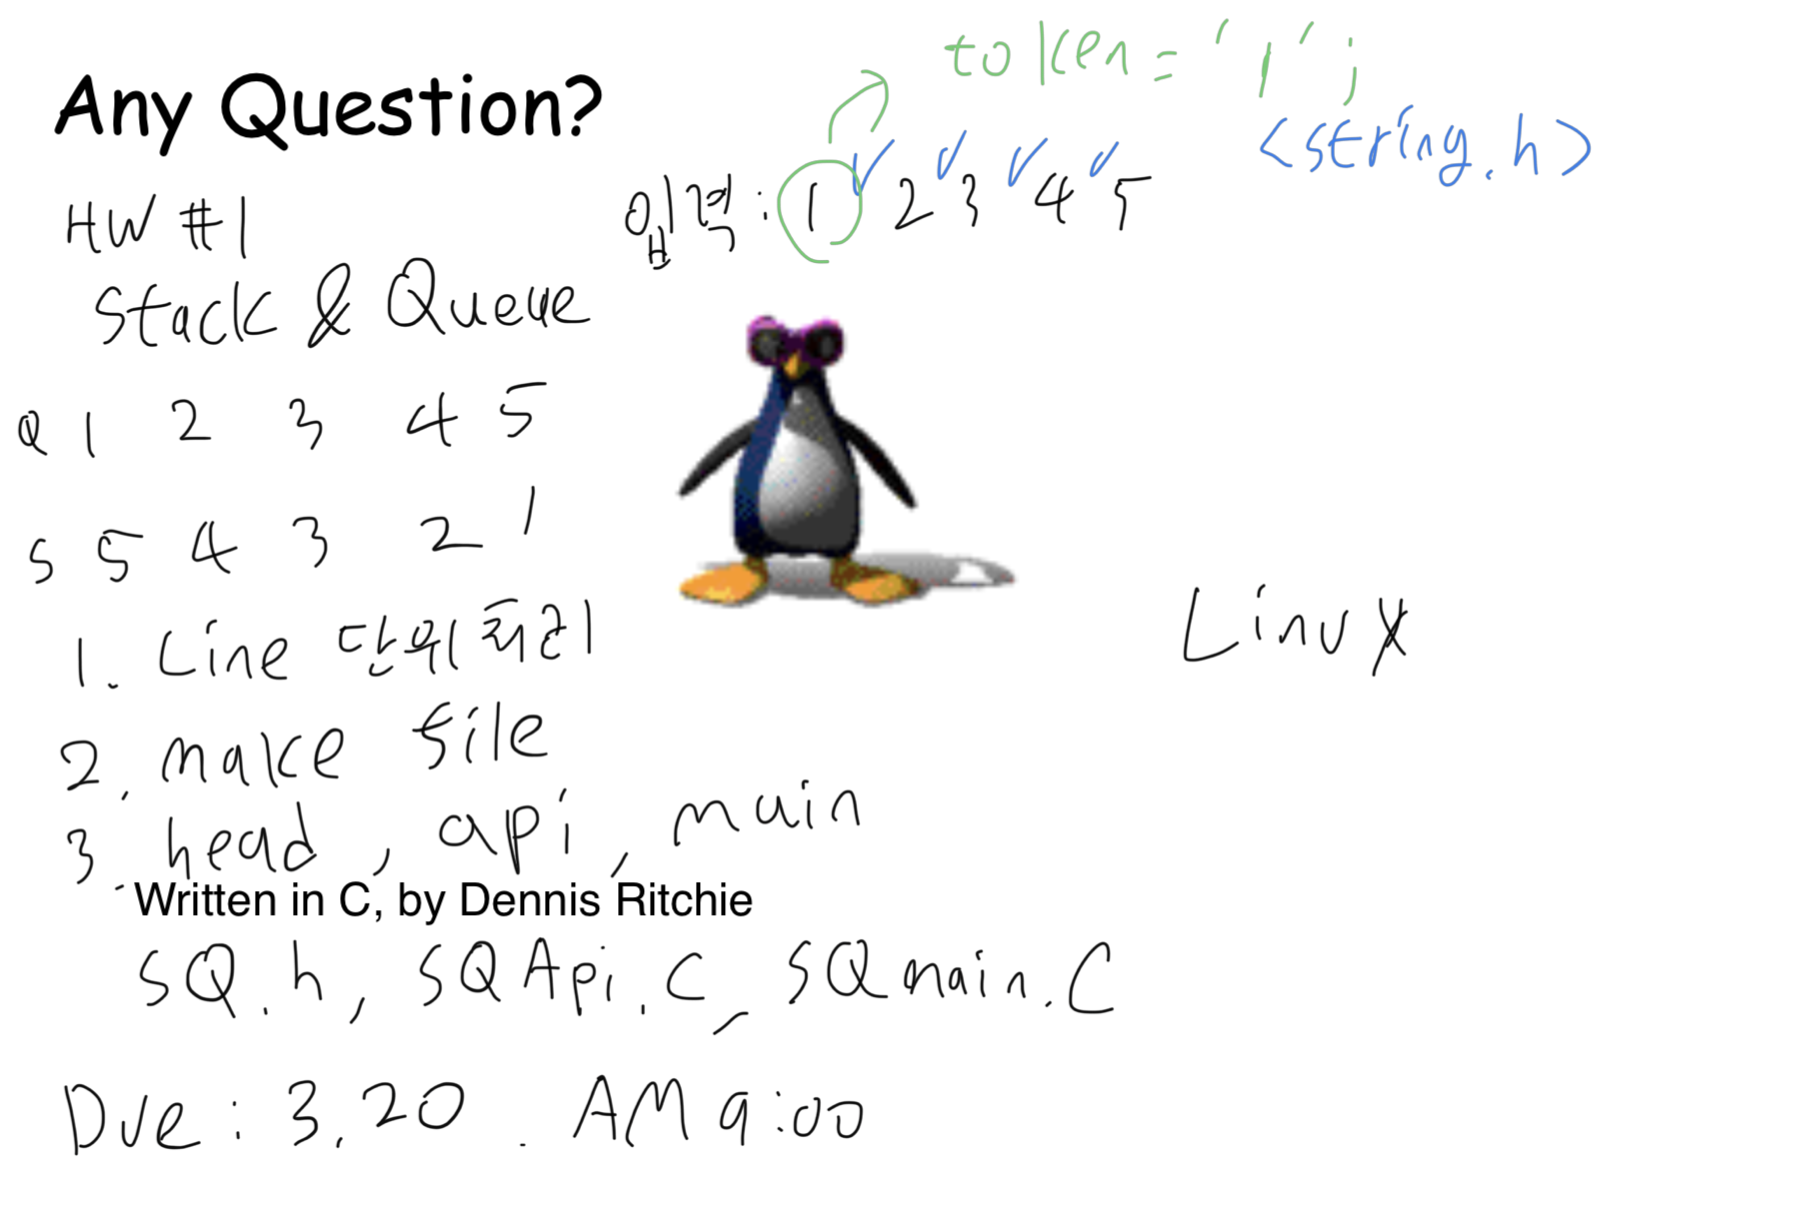 Any Question?
token = '1';
<string.h>
입력 : 1 2 3 4 5
HW #1
Stack & Queue
Q 1 2 3 4 5
S 5 4 3 2 1
1. Line 단위 처리
Linux
2. make file
3. head, api, main
Written in C, by Dennis Ritchie
SQ.h, SQApi.c, SQmain.c
Due : 3.20. AM 9:00